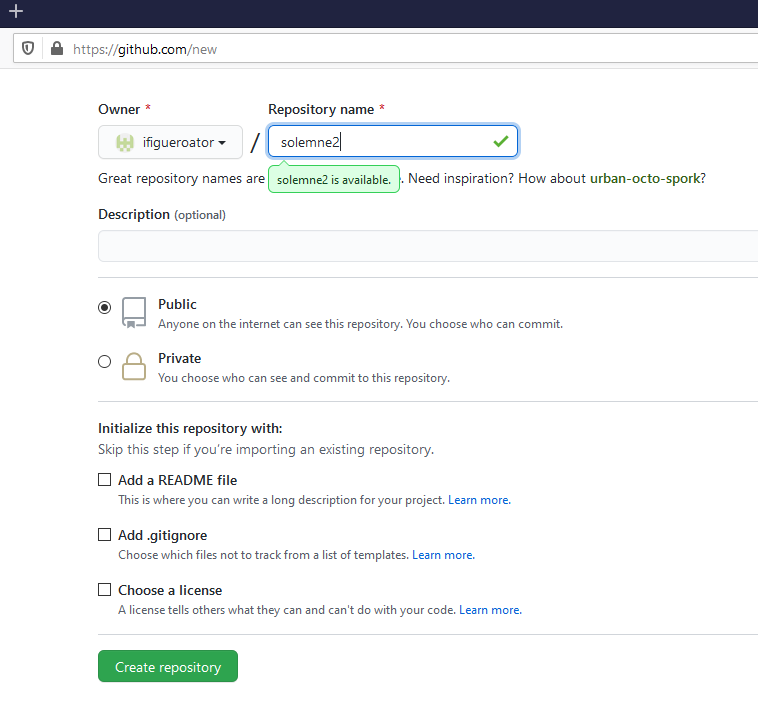 https://github.com/new
Owner * Repository name *
ifigueroator / solemne2
Great repository names are . Need inspiration? How about urban-octo-spork?
solemne2 is available.
Description (optional)
Public
Anyone on the internet can see this repository. You choose who can commit.
Private
You choose who can see and commit to this repository.
Initialize this repository with:
Skip this step if you're importing an existing repository.
Add a README file
This is where you can write a long description for your project. Learn more.
Add .gitignore
Choose which files not to track from a list of templates. Learn more.
Choose a license
A license tells others what they can and can't do with your code. Learn more.
Create repository